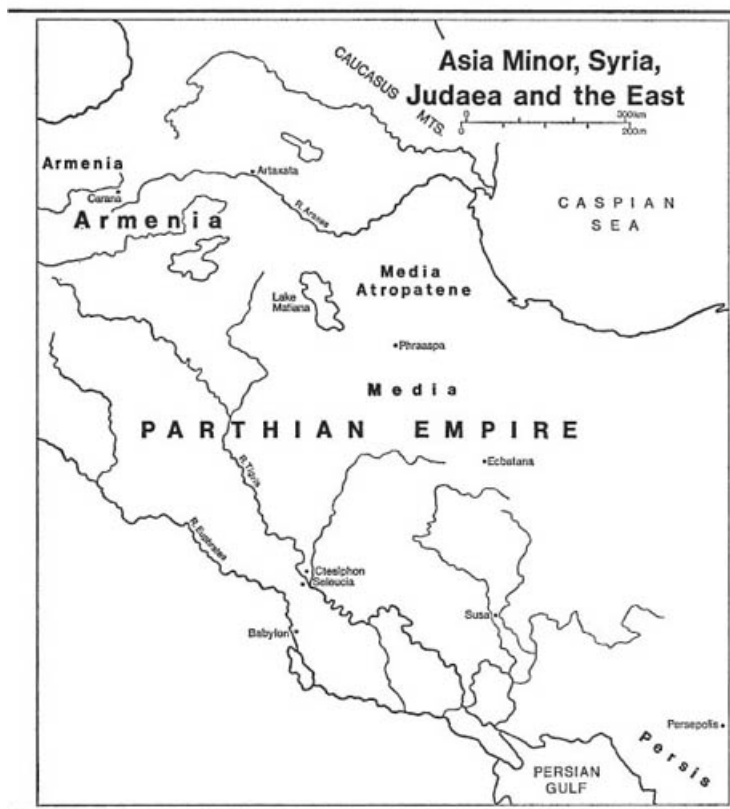 Asia Minor, Syria,
Judaea and the East
0 300km
0 200m
CAUCASUS MTS.
Armenia
Carana
Artaxata
Armenia
R. Araxes
CASPIAN
SEA
Media
Atropatene
Lake
Matiana
Phraaspa
Media
PARTHIAN EMPIRE
R. Tigris
Ecbatana
R. Euphrates
Ctesiphon
Seleucia
Susa
Babylon
Persepolis
Persis
PERSIAN
GULF